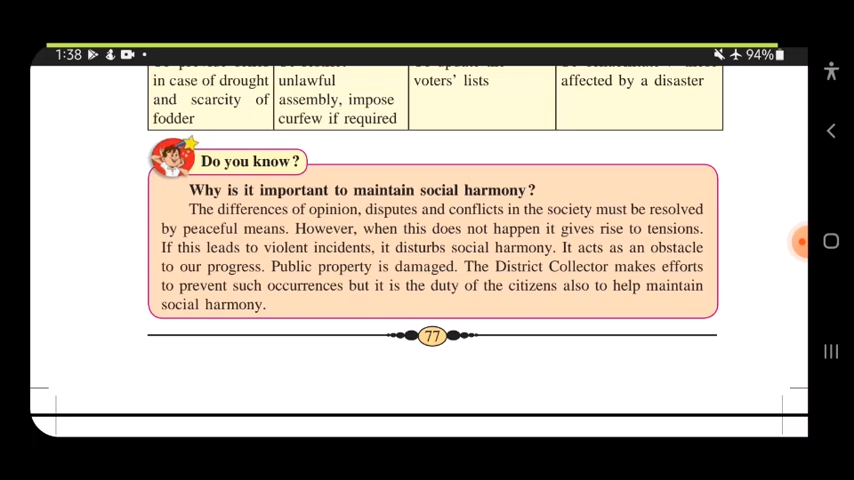 1:38
94%
in case of drought
and scarcity of
fodder
unlawful
assembly, impose
curfew if required
voters' lists
affected by a disaster
Do you know?
Why is it important to maintain social harmony?
The differences of opinion, disputes and conflicts in the society must be resolved
by peaceful means. However, when this does not happen it gives rise to tensions.
If this leads to violent incidents, it disturbs social harmony. It acts as an obstacle
to our progress. Public property is damaged. The District Collector makes efforts
to prevent such occurrences but it is the duty of the citizens also to help maintain
social harmony.
77